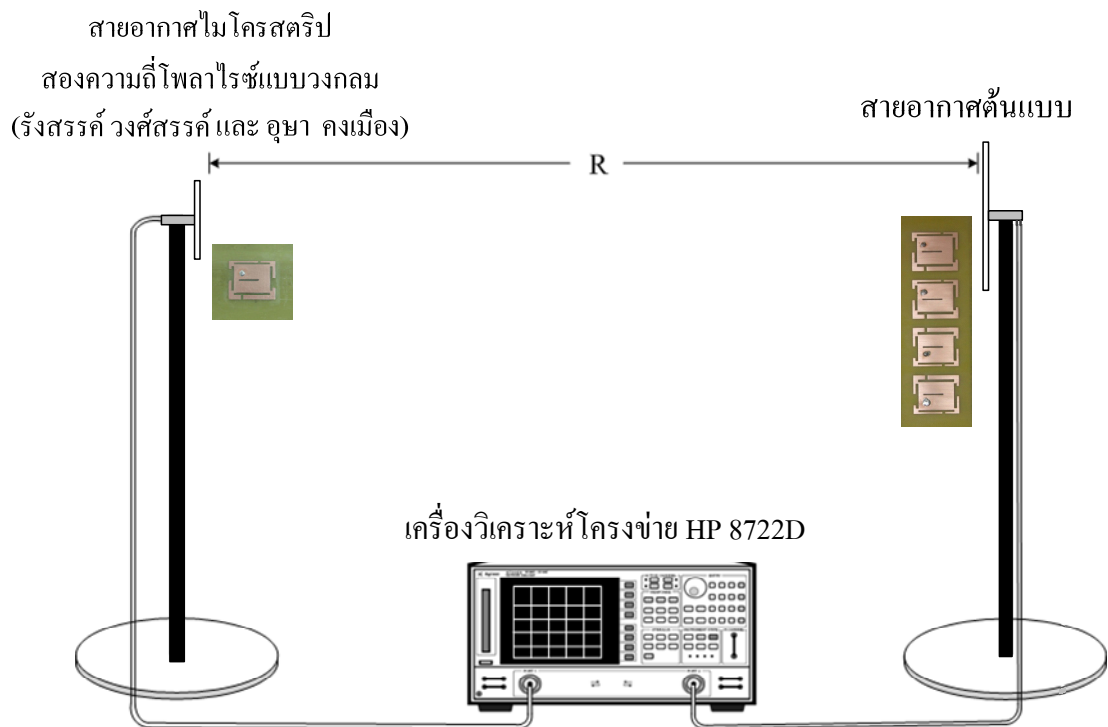 สายอากาศไมโครสตริป
สองความถี่โพลาไรซ์แบบวงกลม
(รังสรรค์ วงศ์สรรค์ และ อุษา คงเมือง)
สายอากาศต้นแบบ
R
เครื่องวิเคราะห์โครงข่าย HP 8722D